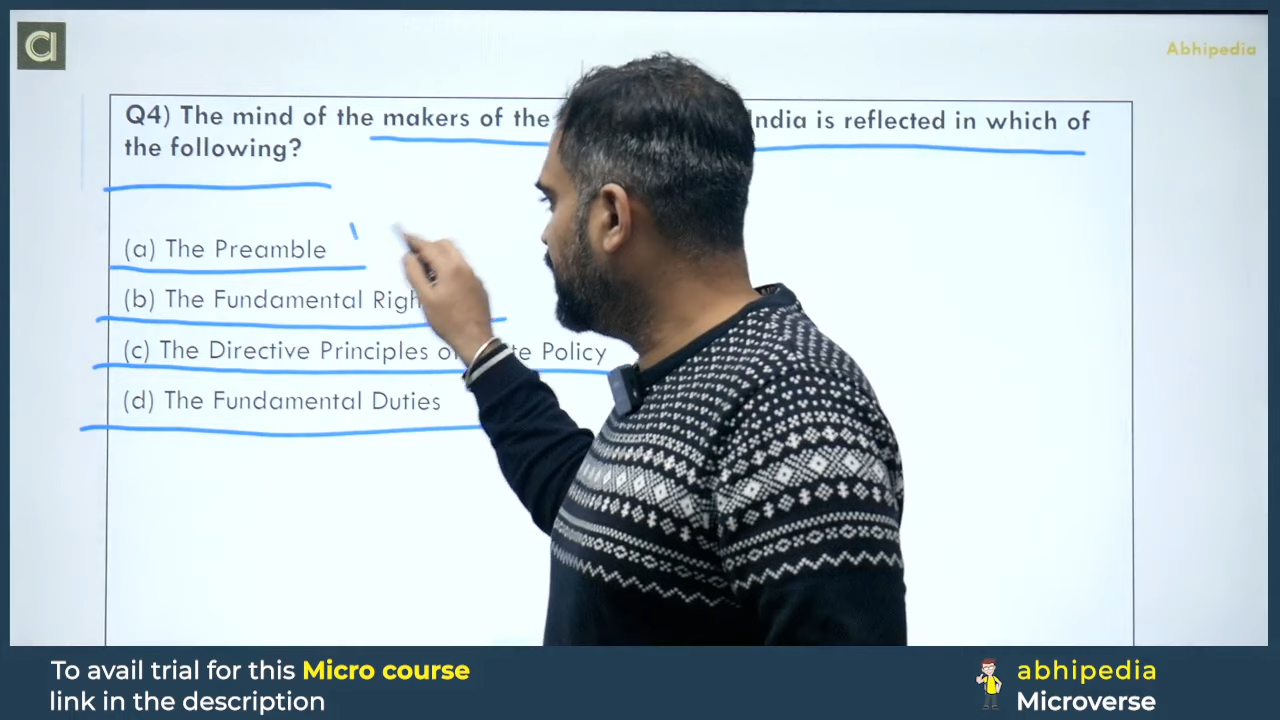 Abhipedia
Q4) The mind of the makers of the India is reflected in which of
the following?
(a) The Preamble
(b) The Fundamental
(c) The Directive Principles Policy
(d) The Fundamental Duties
To avail trial for this Micro course
link in the description
abhipedia
Microverse